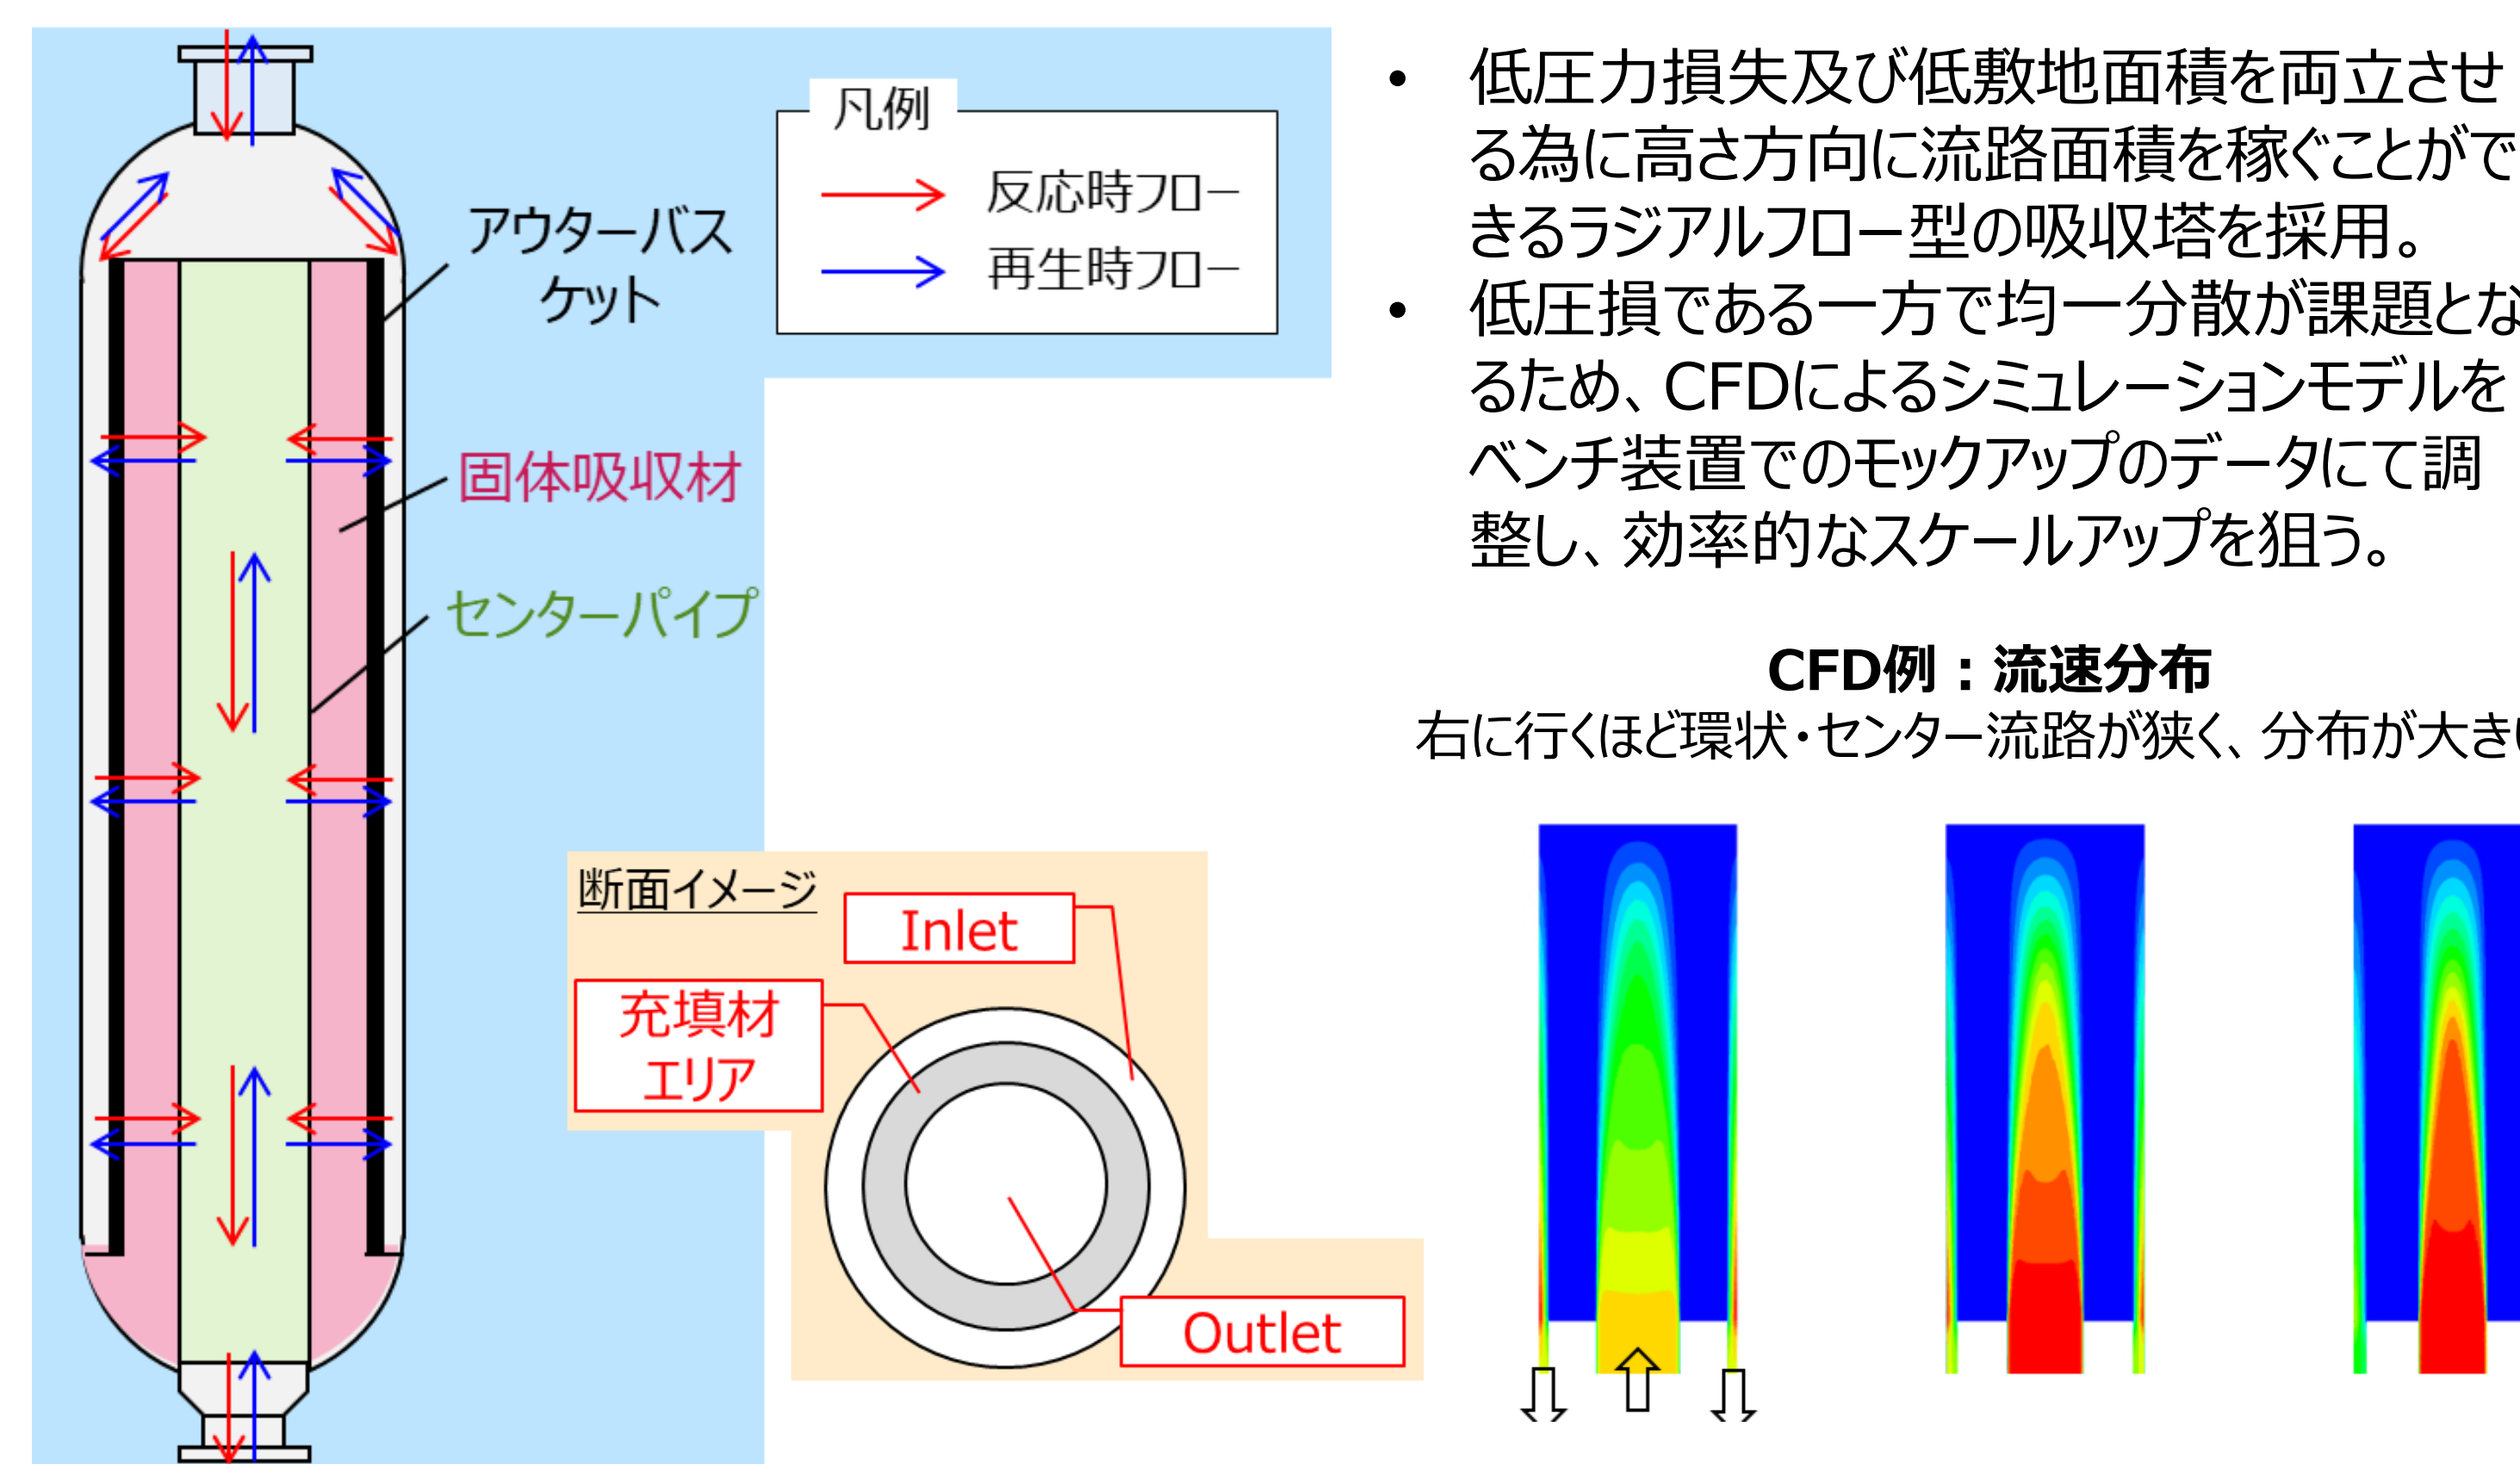 アウターバス
ケット
凡例
反応時フロー
再生時フロー
固体吸収材
センターパイプ
断面イメージ
Inlet
充填材
エリア
Outlet
• 低圧力損失及び低敷地面積を両立させ
る為に高さ方向に流路面積を稼ぐことがで
きるラジアルフロー型の吸収塔を採用。
• 低圧損である一方で均一分散が課題とな
るため、CFDによるシミュレーションモデルを
ベンチ装置でのモックアップのデータにて調
整し、効率的なスケールアップを狙う。
CFD例：流速分布
右に行くほど環状・センター流路が狭く、分布が大きい